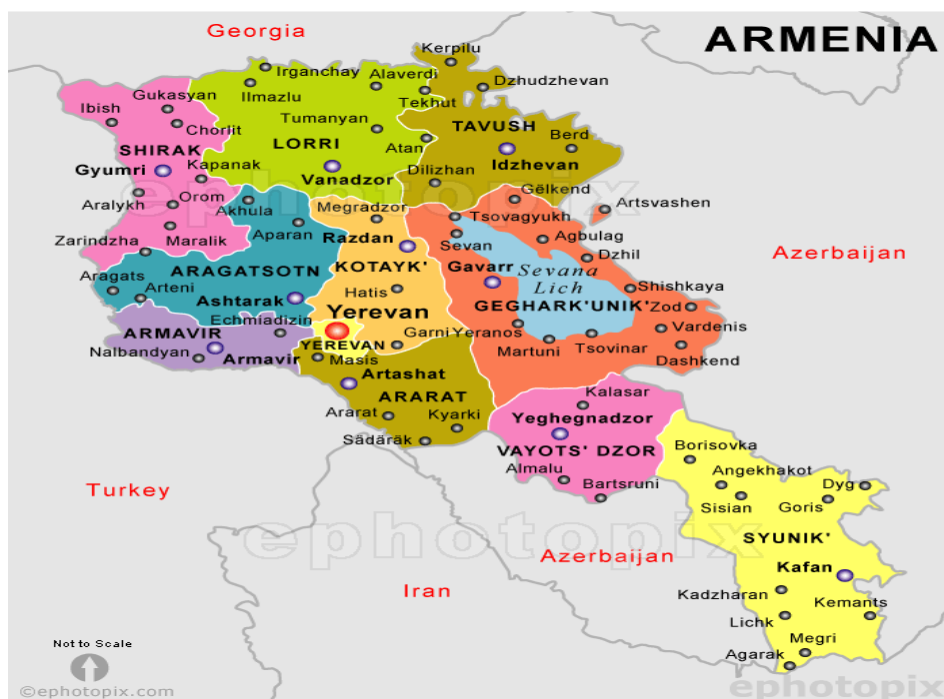 ARMENIA
Georgia
Kerpilu
Irganchay
Alaverdi
Dzhudzhevan
Ilmazlu
Tekhut
Gukasyan
Ibish
Chorlit
Tumanyan
TAVUSH
Berd
SHIRAK
LORRI
Atan
Idzhevan
Gyumri
Kapanak
Vanadzor
Dilizhan
ephotopix
Gëlkend
Aralykh
Orom
Akhula
Megradzor
Tsovagyukh
Artsvashen
Zarindzha
Maralik
Aparan
Razdan
Sevan
Agbulag
Dzhil
Azerbaijan
Aragats
ARAGATSOTN
KOTAYK'
Gavarr
Sevana
Lich
Arteni
Ashtarak
Hatis
Shishkaya
GEGHARK'UNIK'
Zod
Echmiadizin
Yerevan
ARMAVIR
Garni
Yeranos
Vardenis
Nalbandyan
Armavir
YEREVAN
Masis
Martuni
Tsovinar
Dashkend
Artashat
ARARAT
Kalasar
Ararat
Kyarki
Yeghegnadzor
Sädäräk
VAYOTS' DZOR
Borisovka
Almalu
Bartsruni
Angekhakot
Dyg
Sisian
Goris
Turkey
ephotopix
SYUNIK'
Azerbaijan
Kafan
Iran
Kadzharan
Kemants
Lichk
Megri
Agarak
Not to Scale
©ephotopix.com
ephotopix